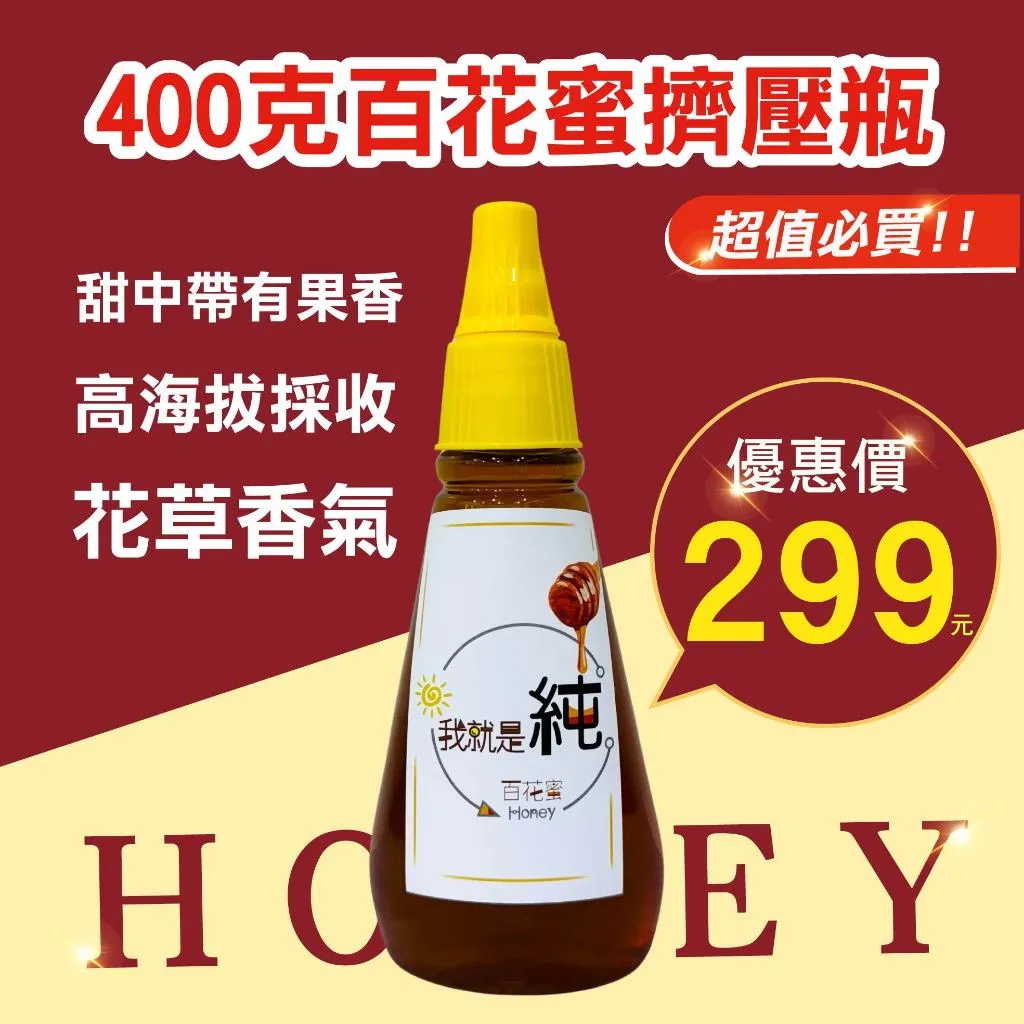 400克百花蜜擠壓瓶
超值必買!!
甜中帶有果香
高海拔採收
花草香氣
優惠價
299元
我就是純
百花蜜
Honey
HO EY